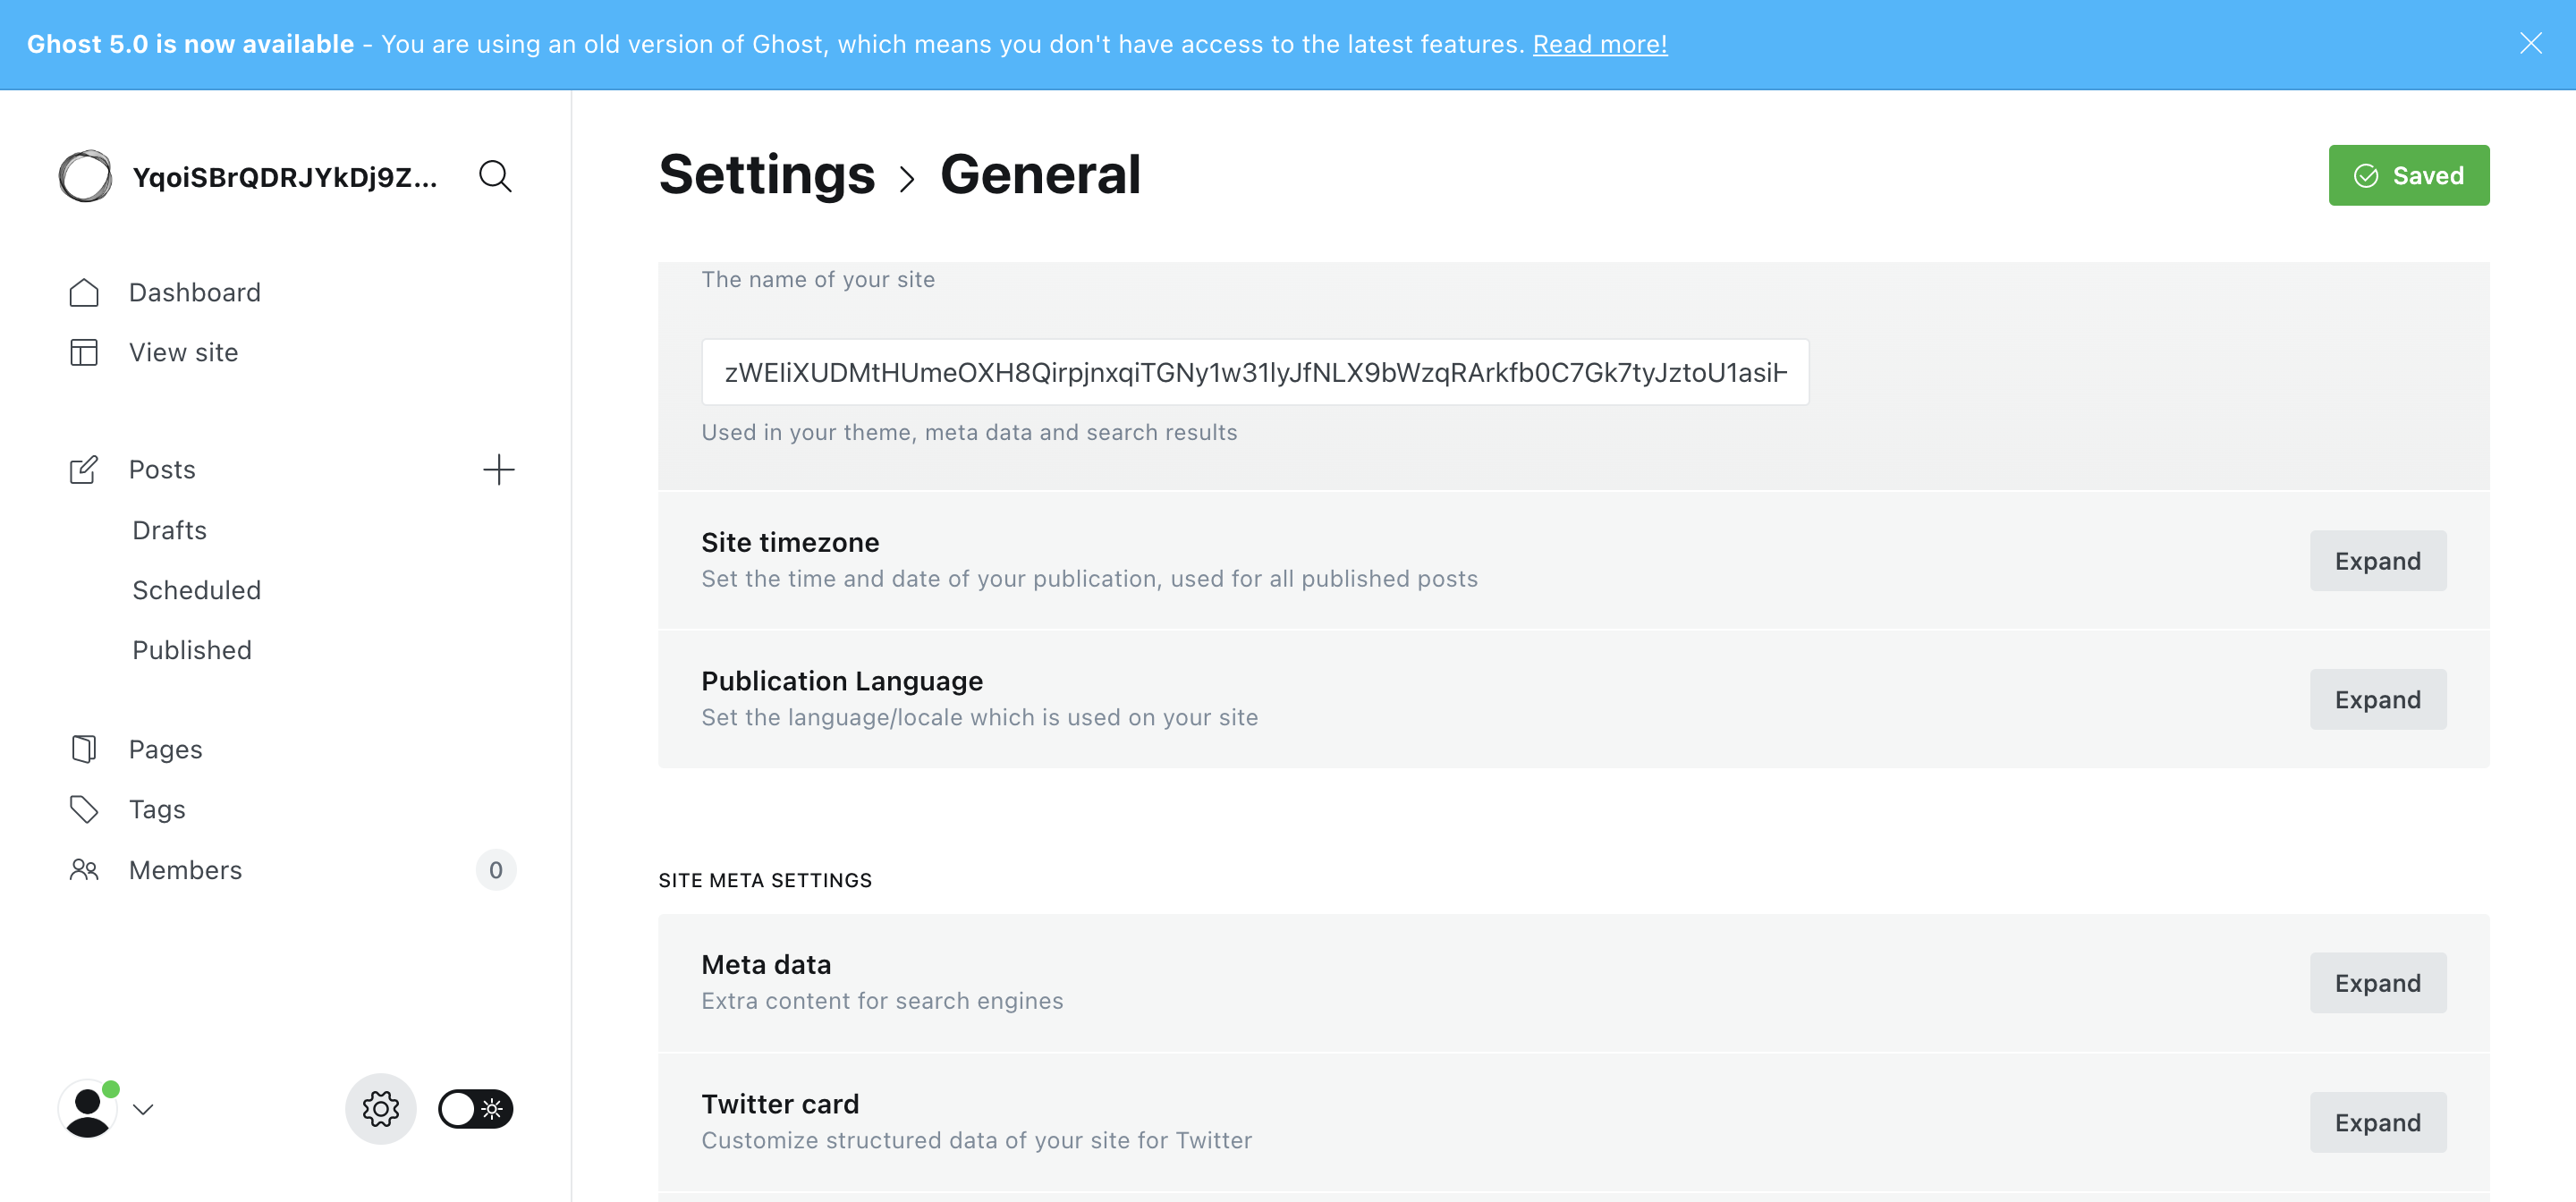 Ghost 5.0 is now available - You are using an old version of Ghost, which means you don't have access to the latest features. Read more!
YqoiSBrQDRJYkDj9Z...
Dashboard
View site
Posts
Drafts
Scheduled
Published
Pages
Tags
Members 0
Settings > General
Saved
The name of your site
zWEIiXUDMtHUmeOXH8QirpjnxqiTGNy1w31lyJfNLX9bWzqRArkfb0C7Gk7tyJztoU1asiH
Used in your theme, meta data and search results
Site timezone
Set the time and date of your publication, used for all published posts
Expand
Publication Language
Set the language/locale which is used on your site
Expand
SITE META SETTINGS
Meta data
Extra content for search engines
Expand
Twitter card
Customize structured data of your site for Twitter
Expand